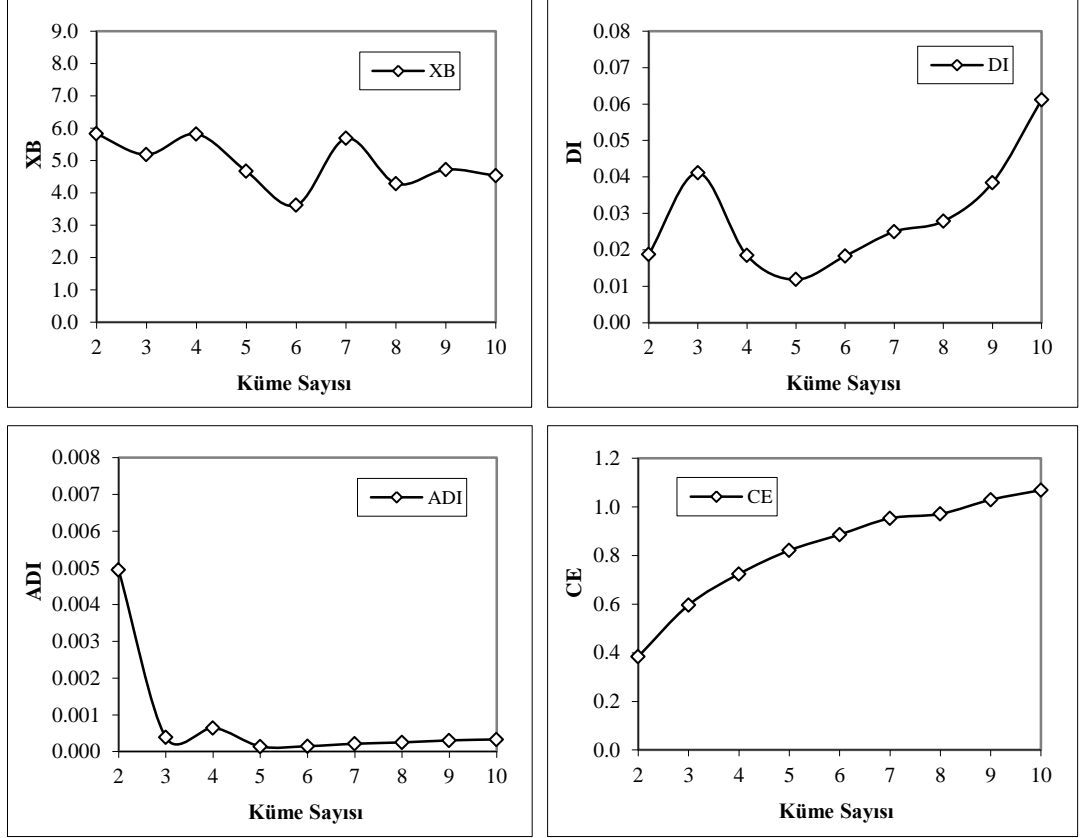 9.0
8.0
7.0
6.0
5.0
4.0
3.0
2.0
1.0
0.0
XB
XB
2 3 4 5 6 7 8 9 10
Küme Sayısı
0.08
0.07
0.06
0.05
0.04
0.03
0.02
0.01
0.00
DI
DI
2 3 4 5 6 7 8 9 10
Küme Sayısı
0.008
0.007
0.006
0.005
0.004
0.003
0.002
0.001
0.000
ADI
ADI
2 3 4 5 6 7 8 9 10
Küme Sayısı
1.2
1.0
0.8
0.6
0.4
0.2
0.0
CE
CE
2 3 4 5 6 7 8 9 10
Küme Sayısı